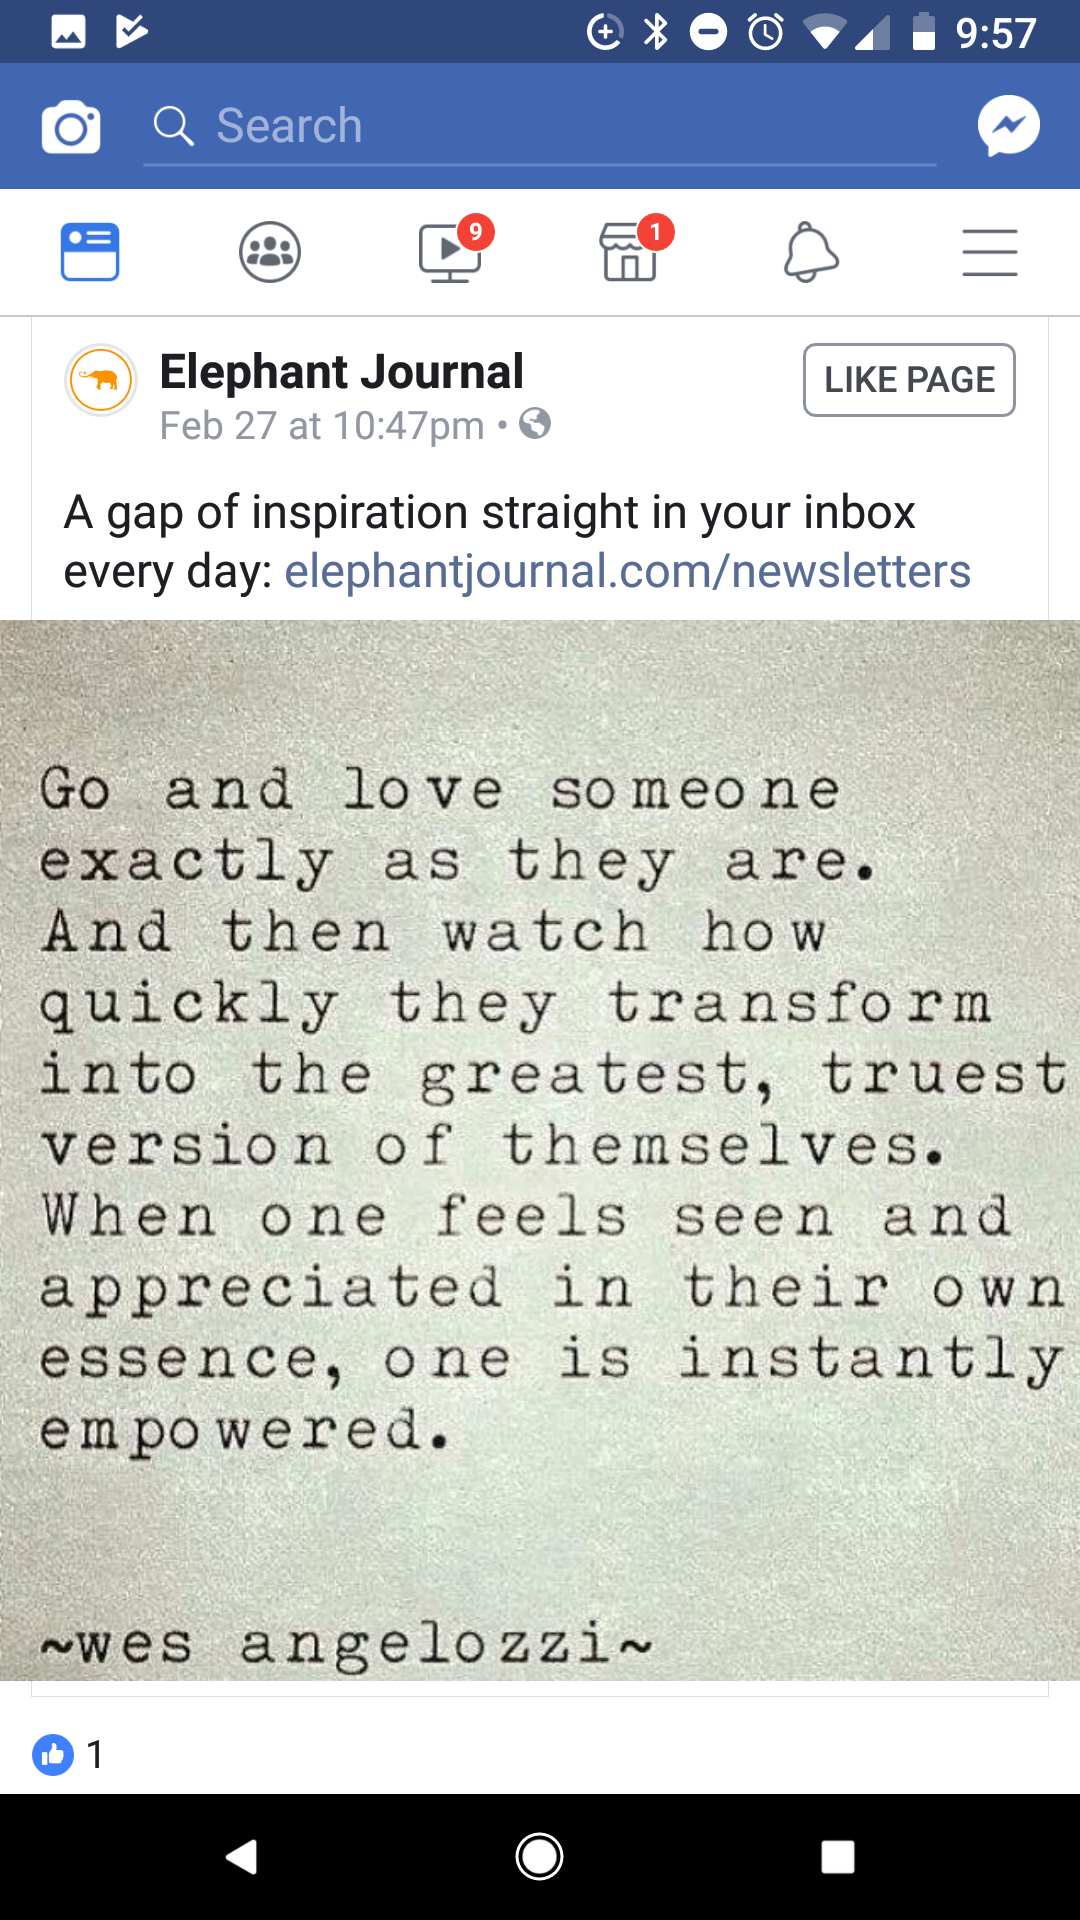 9:57
Search
9
1
Elephant Journal
LIKE PAGE
Feb 27 at 10:47pm •
A gap of inspiration straight in your inbox
every day: elephantjournal.com/newsletters
Go and love someone
exactly as they are.
And then watch how
quickly they transform
into the greatest, truest
version of themselves.
When one feels seen and
appreciated in their own
essence, one is instantly
empowered.
~wes angelozzi~
1